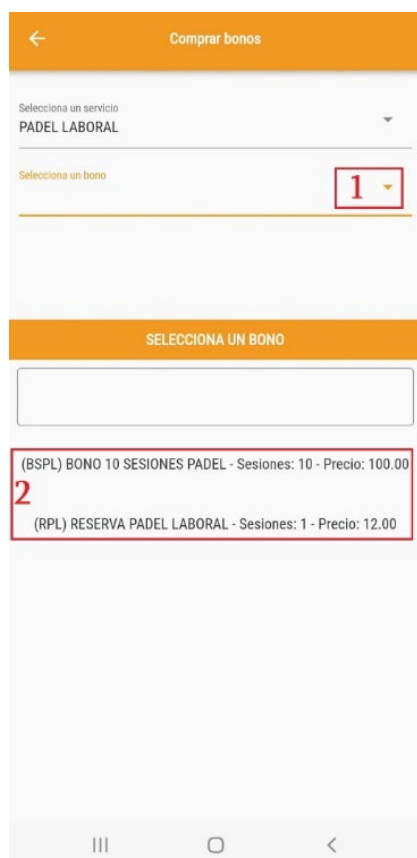 Comprar bonos
Selecciona un servicio
PADEL LABORAL
Selecciona un bono
1
SELECCIONA UN BONO
(BSPL) BONO 10 SESIONES PADEL - Sesiones: 10 - Precio: 100.00
2
(RPL) RESERVA PADEL LABORAL - Sesiones: 1 - Precio: 12.00